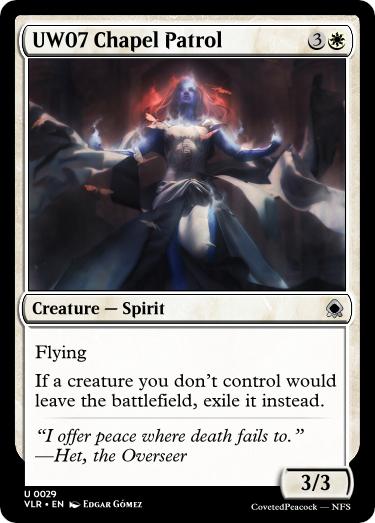 UW07 Chapel Patrol 3
Creature — Spirit
Flying
If a creature you don't control would
leave the battlefield, exile it instead.
“I offer peace where death fails to.”
—Het, the Overseer
3/3
U 0029
VLR • EN Edgar Gómez
CovetedPeacock — NFS